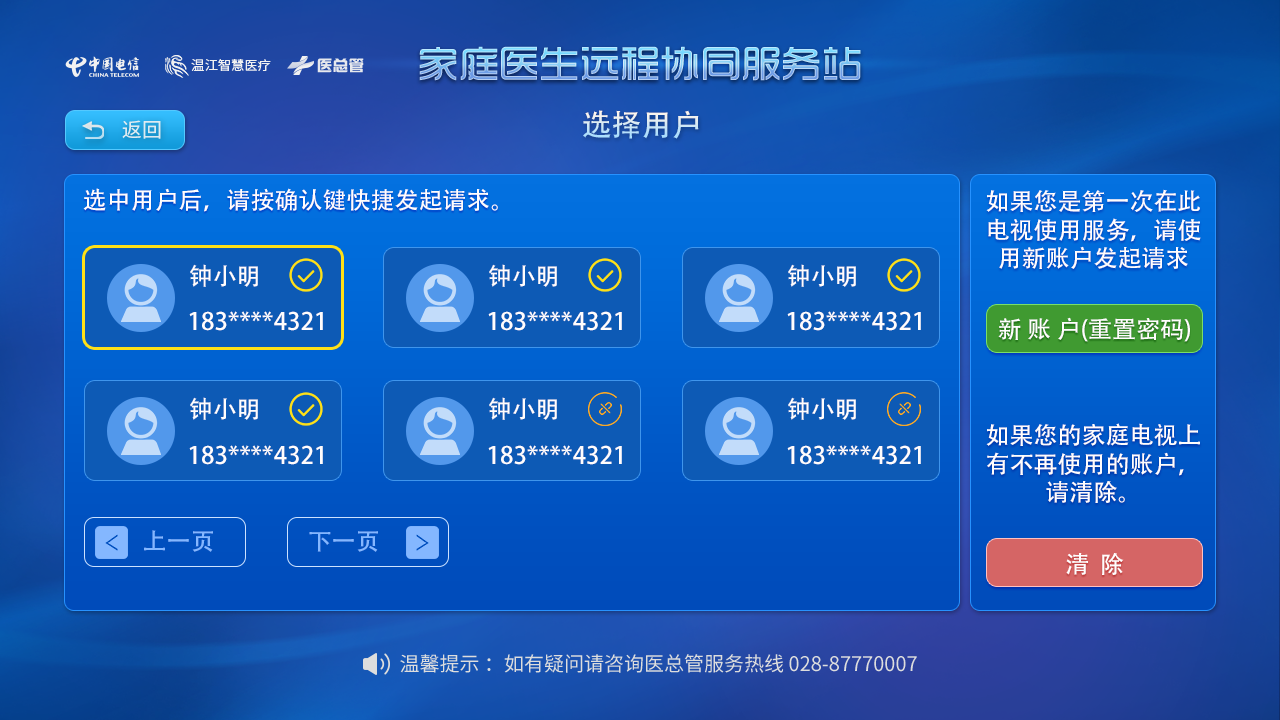 中国电信
CHINA TELECOM
温江智慧医疗
医总管
家庭医生远程协同服务站
返回
选择用户
选中用户后，请按确认键快捷发起请求。
钟小明
183****4321
钟小明
183****4321
钟小明
183****4321
钟小明
183****4321
钟小明
183****4321
钟小明
183****4321
< 上一页
下一页 >
如果您是第一次在此
电视使用服务，请使
用新账户发起请求
新 账 户(重置密码)
如果您的家庭电视上
有不再使用的账户，
请清除。
清 除
温馨提示： 如有疑问请咨询医总管服务热线 028-87770007